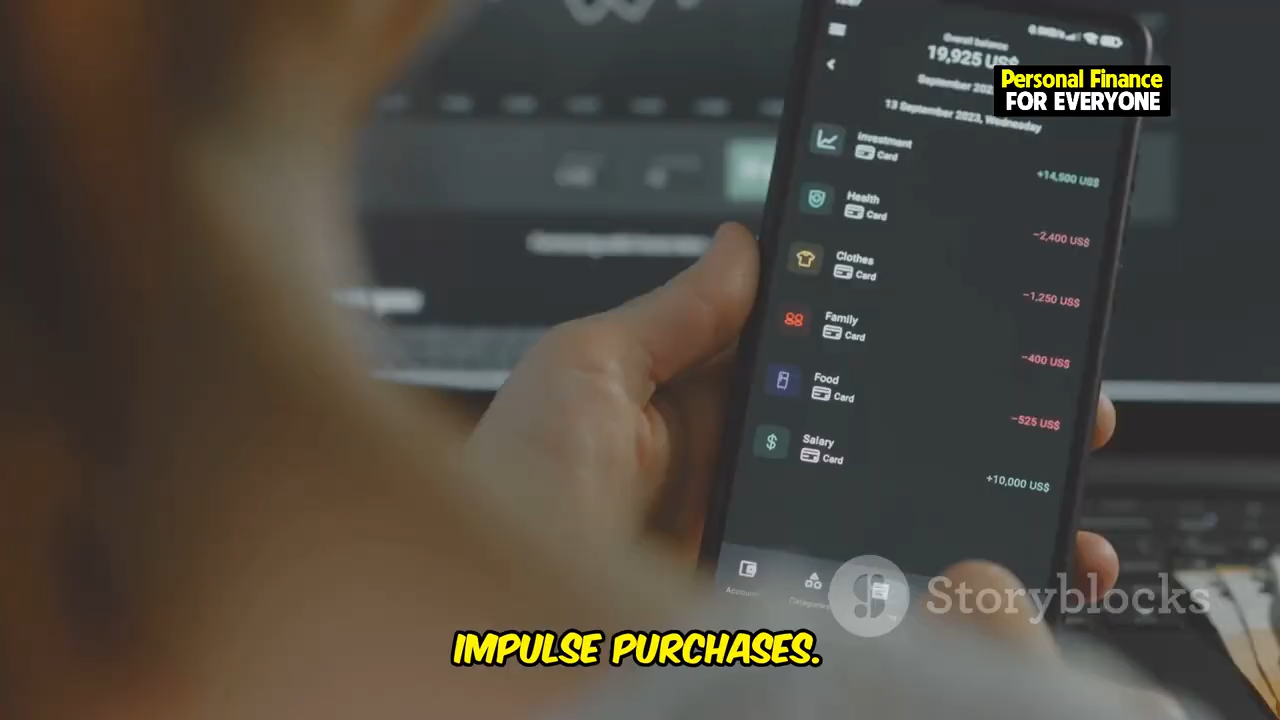 Overall balance
19,925 US$
Personal Finance
FOR EVERYONE
September
13 September 2023, Wednesday
Investment
Card
+14,500 US$
Health
Card
-2,400 US$
Clothes
Card
-1,250 US$
Family
Card
-400 US$
Food
Card
-525 US$
Salary
Card
+10,000 US$
Storyblocks
IMPULSE PURCHASES.